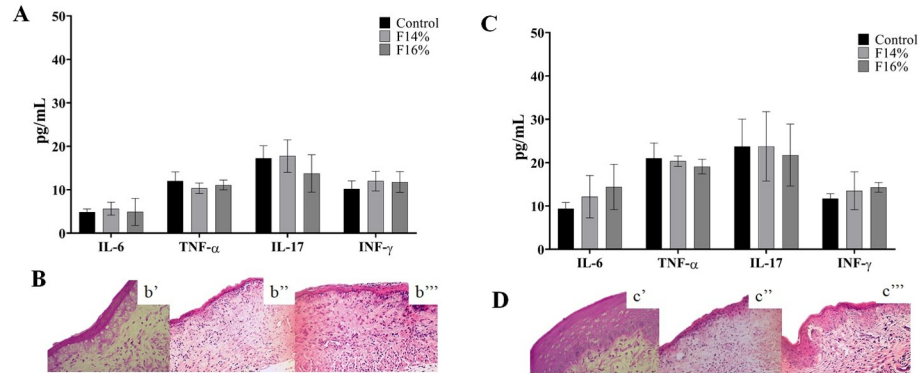 A
pg/mL
50
40
30
20
10
0
Control
F14%
F16%
IL-6 TNF-α IL-17 INF-γ
B
b’ b’’ b’’’
C
pg/mL
50
40
30
20
10
0
Control
F14%
F16%
IL-6 TNF-α IL-17 INF-γ
D
c’ c’’ c’’’